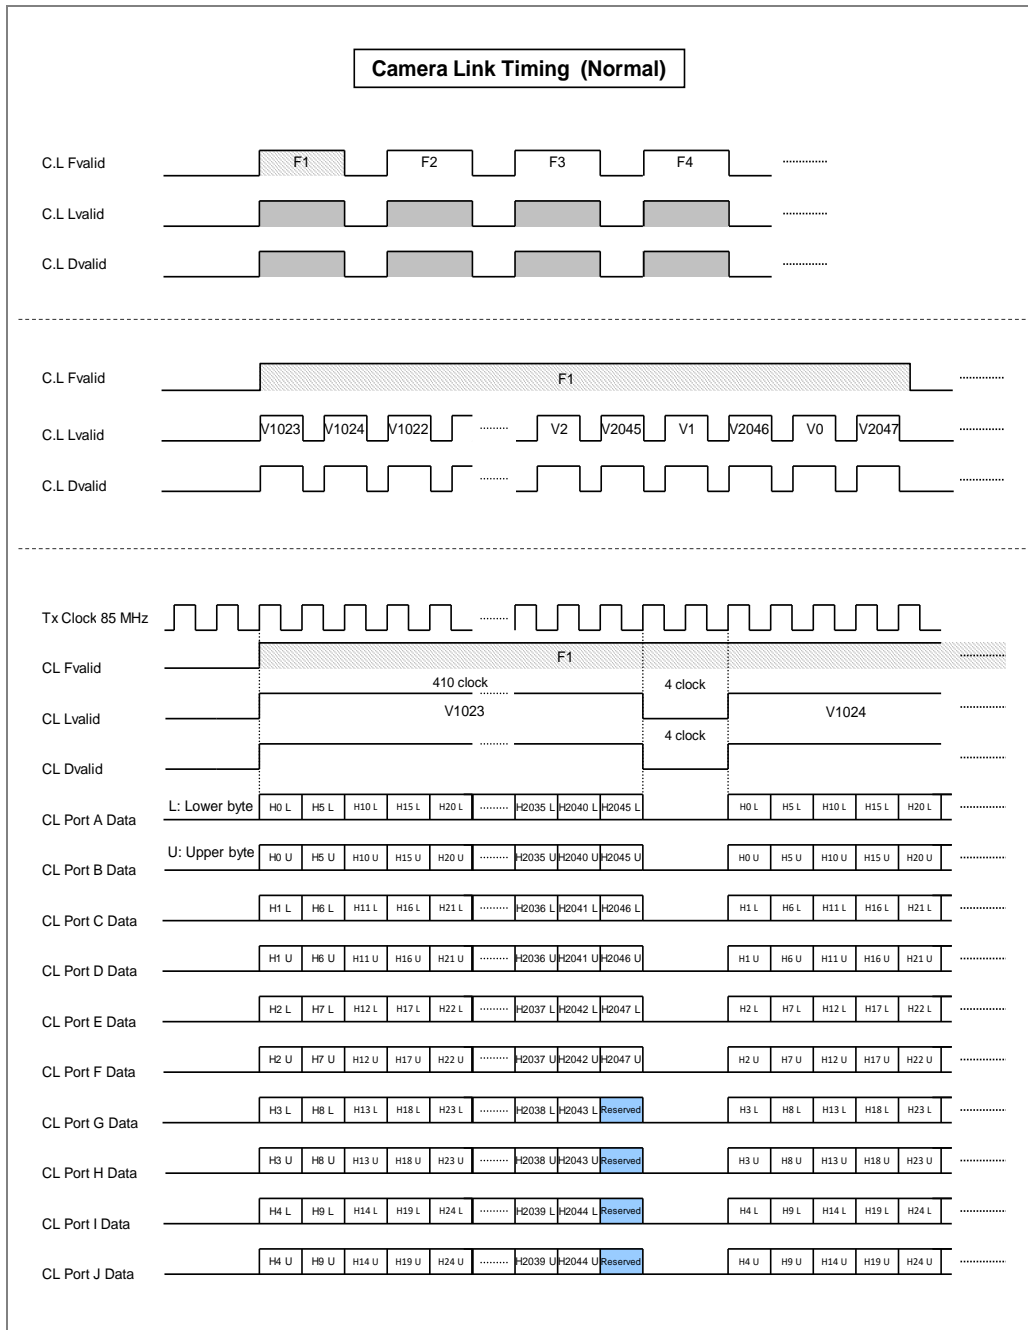 Camera Link Timing (Normal)
C.L Fvalid F1 F2 F3 F4
C.L Lvalid
C.L Dvalid
C.L Fvalid F1
C.L Lvalid V1023 V1024 V1022 V2 V2045 V1 V2046 V0 V2047
C.L Dvalid
Tx Clock 85 MHz
CL Fvalid F1
410 clock 4 clock
CL Lvalid V1023 V1024
4 clock
CL Dvalid
L: Lower byte H0 L H5 L H10 L H15 L H20 L H2035 L H2040 L H2045 L H0 L H5 L H10 L H15 L H20 L
CL Port A Data
U: Upper byte H0 U H5 U H10 U H15 U H20 U H2035 U H2040 U H2045 U H0 U H5 U H10 U H15 U H20 U
CL Port B Data
H1 L H6 L H11 L H16 L H21 L H2036 L H2041 L H2046 L H1 L H6 L H11 L H16 L H21 L
CL Port C Data
H1 U H6 U H11 U H16 U H21 U H2036 U H2041 U H2046 U H1 U H6 U H11 U H16 U H21 U
CL Port D Data
H2 L H7 L H12 L H17 L H22 L H2037 L H2042 L H2047 L H2 L H7 L H12 L H17 L H22 L
CL Port E Data
H2 U H7 U H12 U H17 U H22 U H2037 U H2042 U H2047 U H2 U H7 U H12 U H17 U H22 U
CL Port F Data
H3 L H8 L H13 L H18 L H23 L H2038 L H2043 L Reserved H3 L H8 L H13 L H18 L H23 L
CL Port G Data
H3 U H8 U H13 U H18 U H23 U H2038 U H2043 U Reserved H3 U H8 U H13 U H18 U H23 U
CL Port H Data
H4 L H9 L H14 L H19 L H24 L H2039 L H2044 L Reserved H4 L H9 L H14 L H19 L H24 L
CL Port I Data
H4 U H9 U H14 U H19 U H24 U H2039 U H2044 U Reserved H4 U H9 U H14 U H19 U H24 U
CL Port J Data